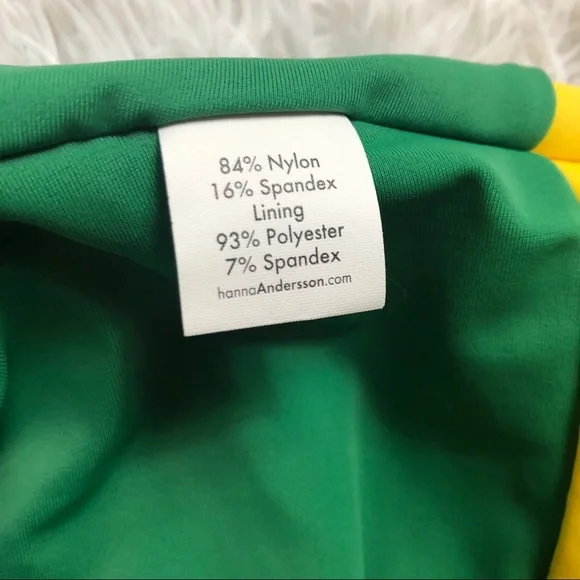 84% Nylon
16% Spandex
Lining
93% Polyester
7% Spandex
hannaAndersson.com